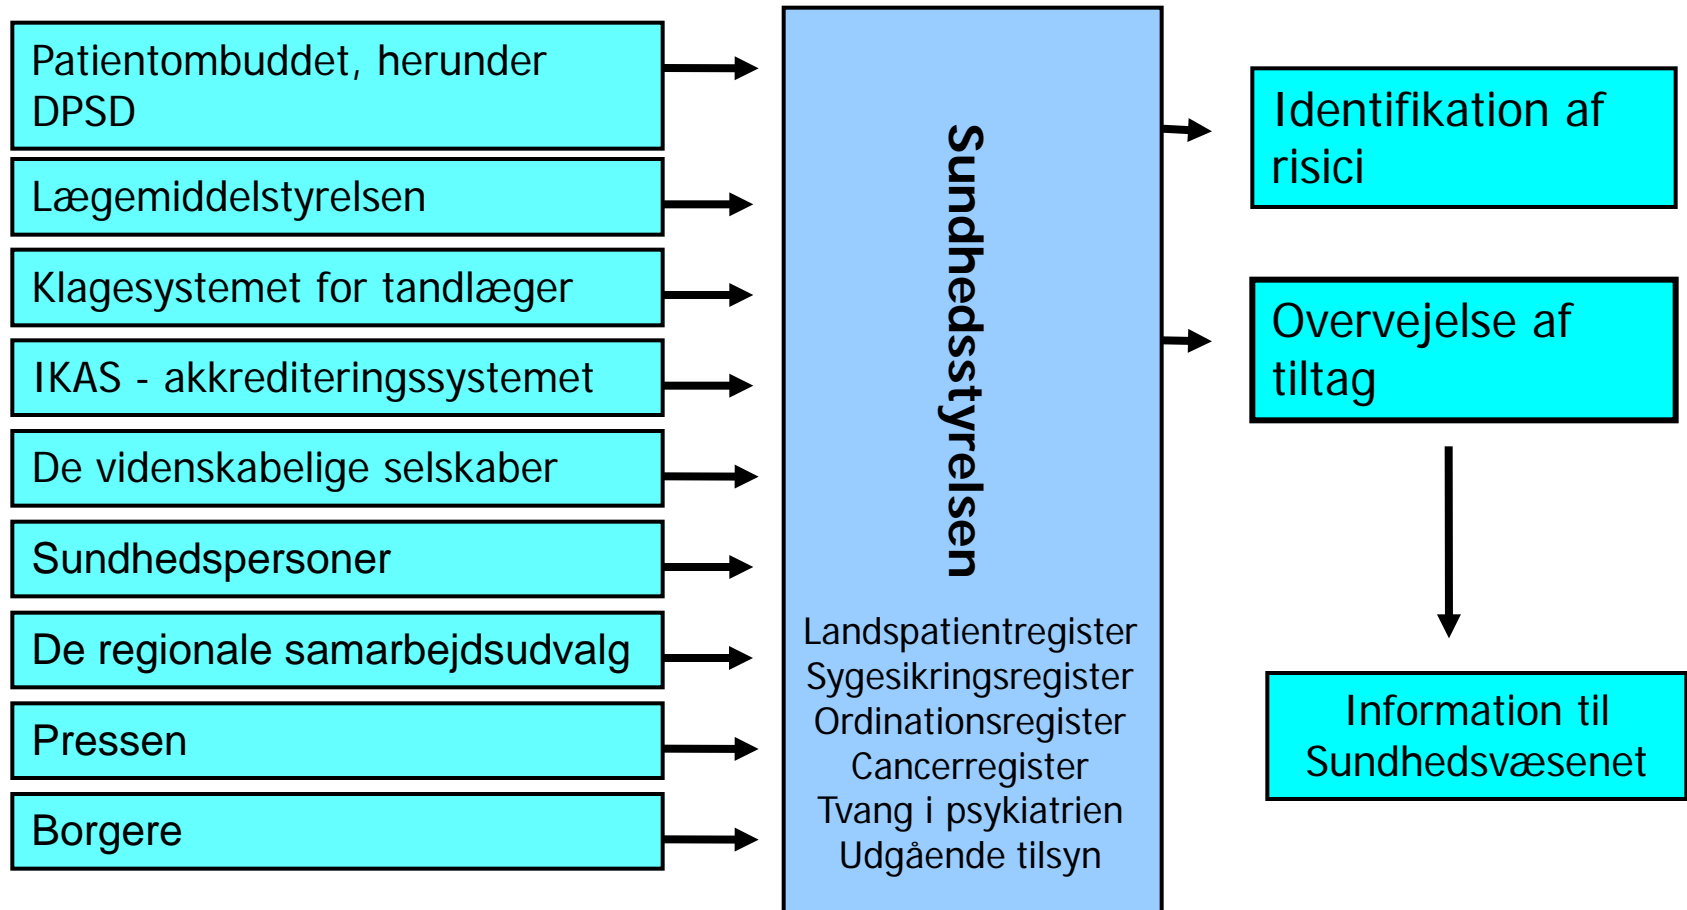 Patientombuddet, herunder
DPSD
Lægemiddelstyrelsen
Klagesystemet for tandlæger
IKAS - akkrediteringssystemet
De videnskabelige selskaber
Sundhedspersoner
De regionale samarbejdsudvalg
Pressen
Borgere
Sundhedsstyrelsen
Landspatientregister
Sygesikringsregister
Ordinationsregister
Cancerregister
Tvang i psykiatrien
Udgående tilsyn
Identifikation af
risici
Overvejelse af
tiltag
Information til
Sundhedsvæsenet